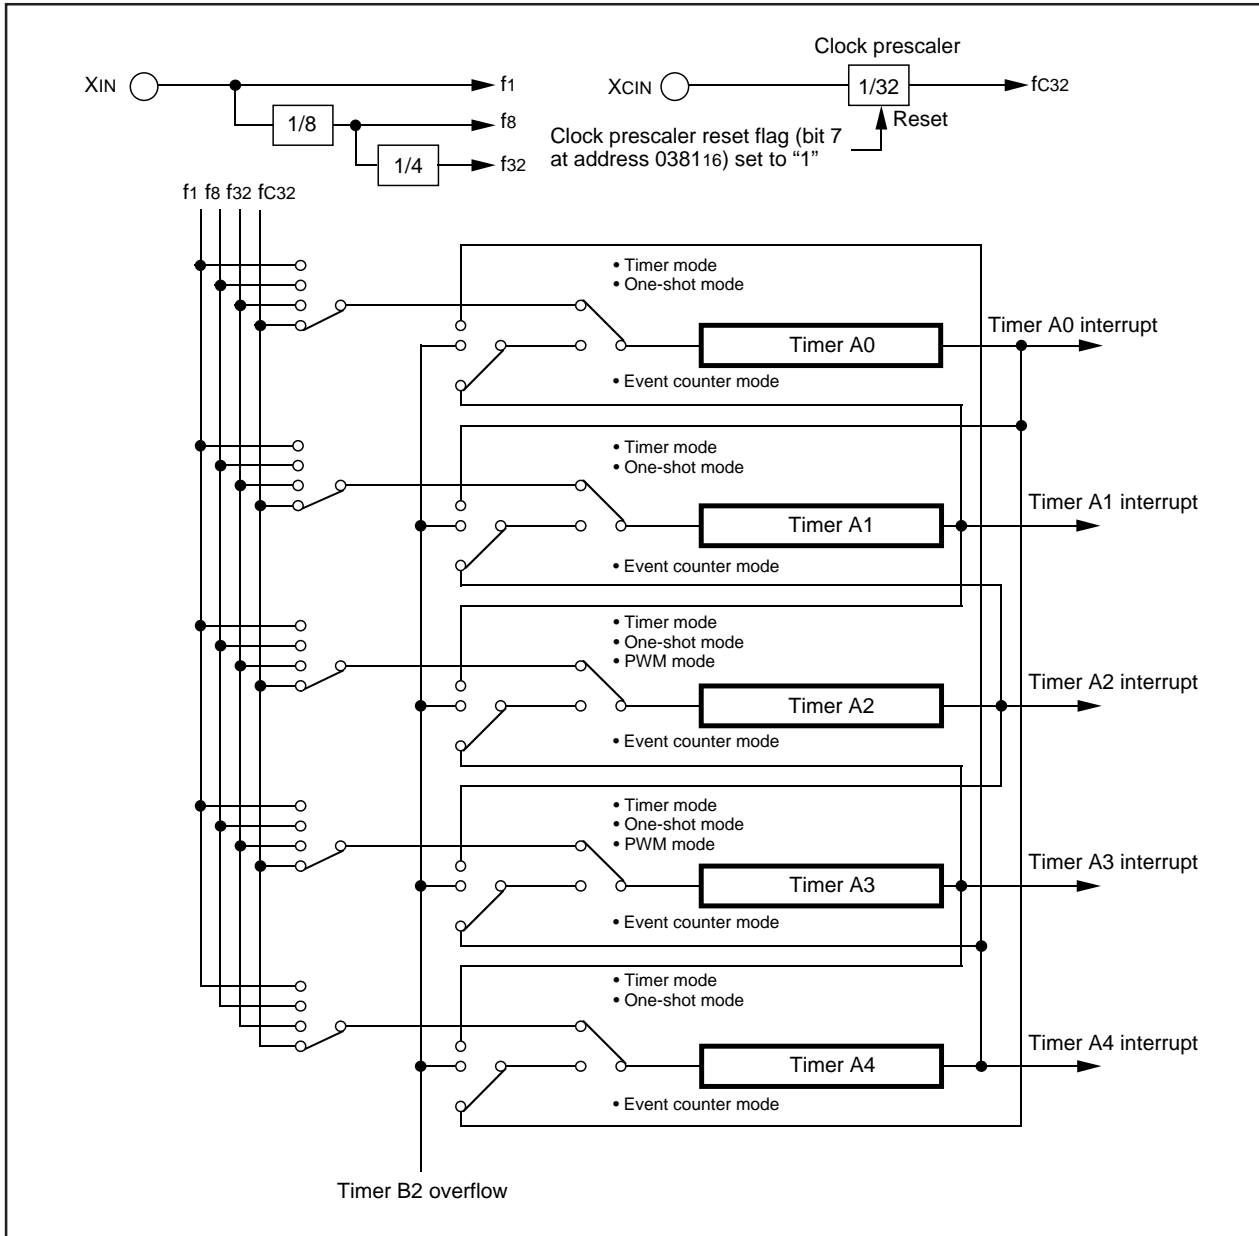 Clock prescaler
XIN
f1
XCIN
1/32
fC32
1/8
f8
Reset
Clock prescaler reset flag (bit 7
at address 038116) set to “1”
1/4
f32
f1 f8 f32 fC32
• Timer mode
• One-shot mode
Timer A0 interrupt
Timer A0
• Event counter mode
• Timer mode
• One-shot mode
Timer A1 interrupt
Timer A1
• Event counter mode
• Timer mode
• One-shot mode
• PWM mode
Timer A2 interrupt
Timer A2
• Event counter mode
• Timer mode
• One-shot mode
• PWM mode
Timer A3 interrupt
Timer A3
• Event counter mode
• Timer mode
• One-shot mode
Timer A4 interrupt
Timer A4
• Event counter mode
Timer B2 overflow